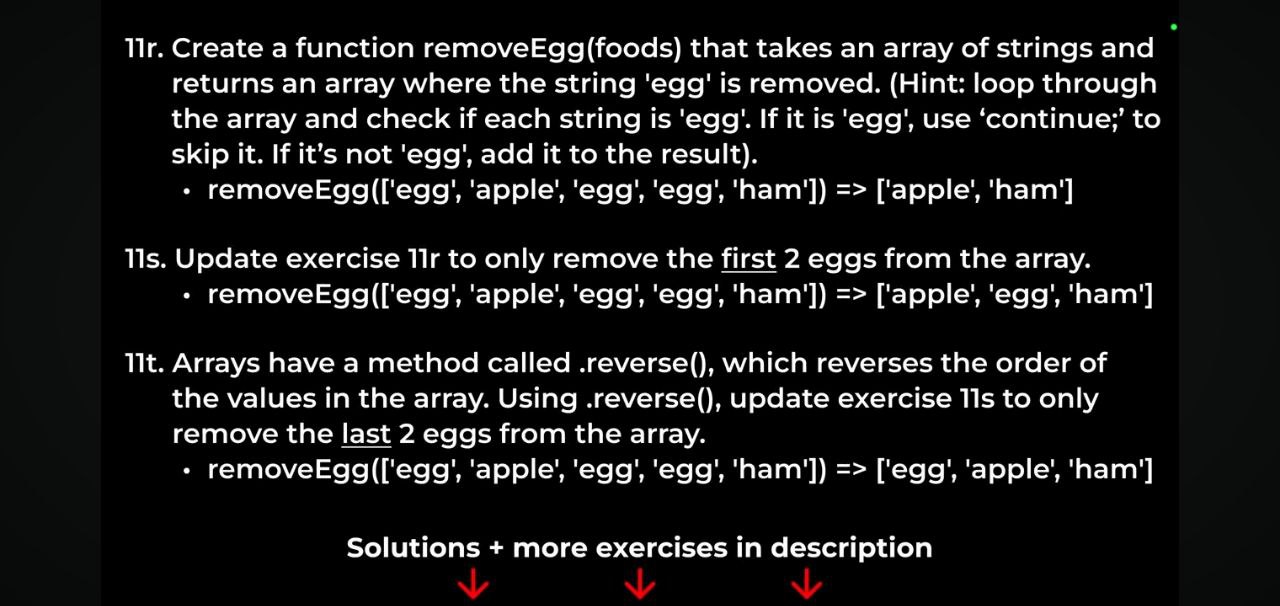 11r. Create a function removeEgg(foods) that takes an array of strings and
returns an array where the string 'egg' is removed. (Hint: loop through
the array and check if each string is 'egg'. If it is 'egg', use ‘continue;’ to
skip it. If it’s not 'egg', add it to the result).
• removeEgg(['egg', 'apple', 'egg', 'egg', 'ham']) => ['apple', 'ham']
11s. Update exercise 11r to only remove the first 2 eggs from the array.
• removeEgg(['egg', 'apple', 'egg', 'egg', 'ham']) => ['apple', 'egg', 'ham']
11t. Arrays have a method called .reverse(), which reverses the order of
the values in the array. Using .reverse(), update exercise 11s to only
remove the last 2 eggs from the array.
• removeEgg(['egg', 'apple', 'egg', 'egg', 'ham']) => ['egg', 'apple', 'ham']
Solutions + more exercises in description